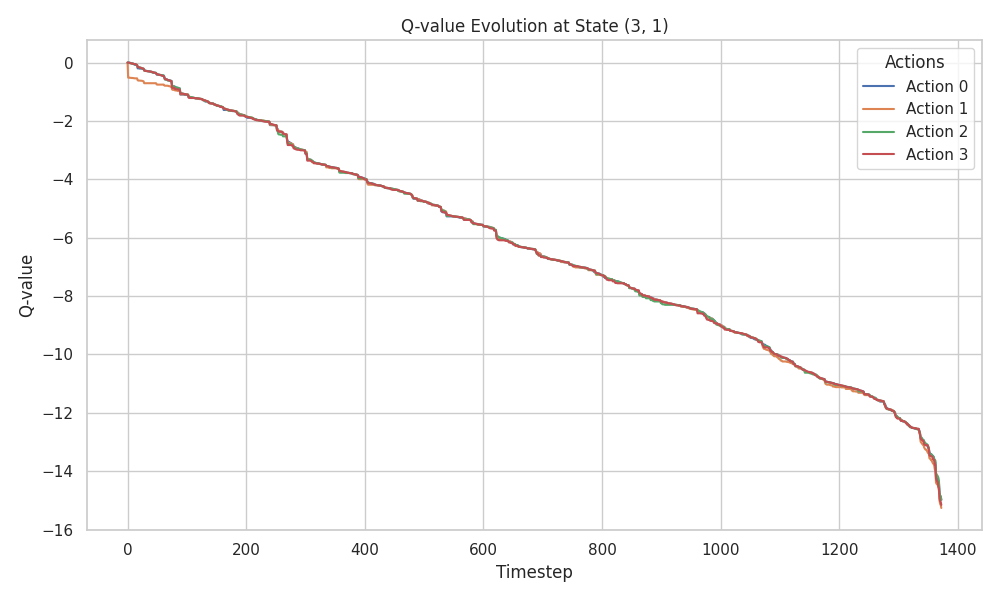 Q-value Evolution at State (3, 1)
Actions
Action 0
Action 1
Action 2
Action 3
Q-value
0
−2
−4
−6
−8
−10
−12
−14
−16
0 200 400 600 800 1000 1200 1400
Timestep